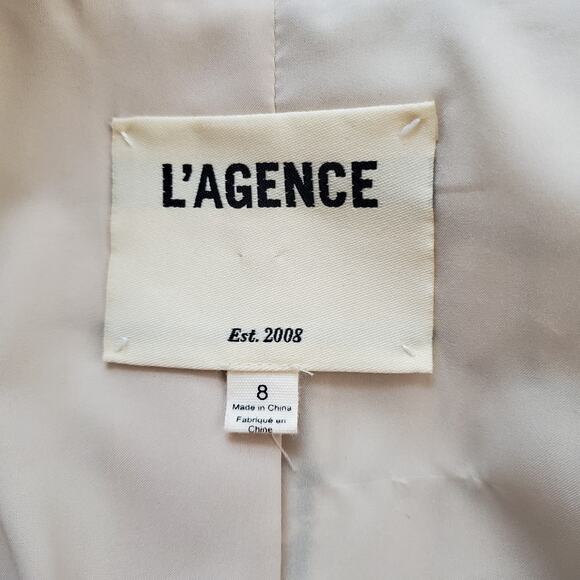 L'AGENCE
Est. 2008
8
Made in China
Fabriqué en
Chine